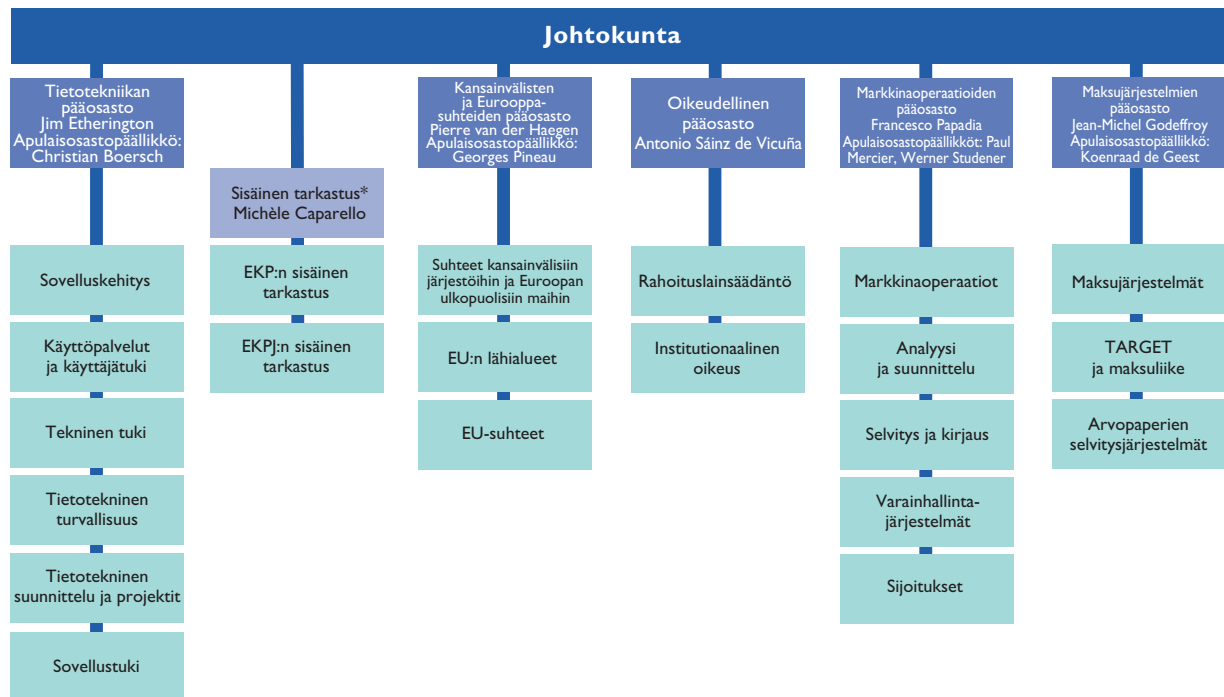 Johtokunta
Tietotekniikan
pääosasto
Jim Etherington
Apulaisosastopäällikkö:
Christian Boersch
Sovelluskehitys
Käyttöpalvelut
ja käyttäjätuki
Tekninen tuki
Tietotekninen
turvallisuus
Tietotekninen
suunnittelu ja projektit
Sovellustuki
Sisäinen tarkastus*
Michèle Caparello
EKP:n sisäinen
tarkastus
EKPJ:n sisäinen
tarkastus
Kansainvälisten
ja Eurooppa-
suhteiden pääosasto
Pierre van der Haegen
Apulaisosastopäällikkö:
Georges Pineau
Suhteet kansainvälisiin
järjestöihin ja Euroopan
ulkopuolisiin maihin
EU:n lähialueet
EU-suhteet
Oikeudellinen
pääosasto
Antonio Sáinz de Vicuña
Rahoituslainsäädäntö
Institutionaalinen
oikeus
Markkinaoperaatioiden
pääosasto
Francesco Papadia
Apulaisosastopäälliköt: Paul
Mercier, Werner Studener
Markkinaoperaatiot
Analyysi
ja suunnittelu
Selvitys ja kirjaus
Varainhallinta-
järjestelmät
Sijoitukset
Maksujärjestelmien
pääosasto
Jean-Michel Godeffroy
Apulaisosastopäällikkö:
Koenraad de Geest
Maksujärjestelmät
TARGET
ja maksuliike
Arvopaperien
selvitysjärjestelmät